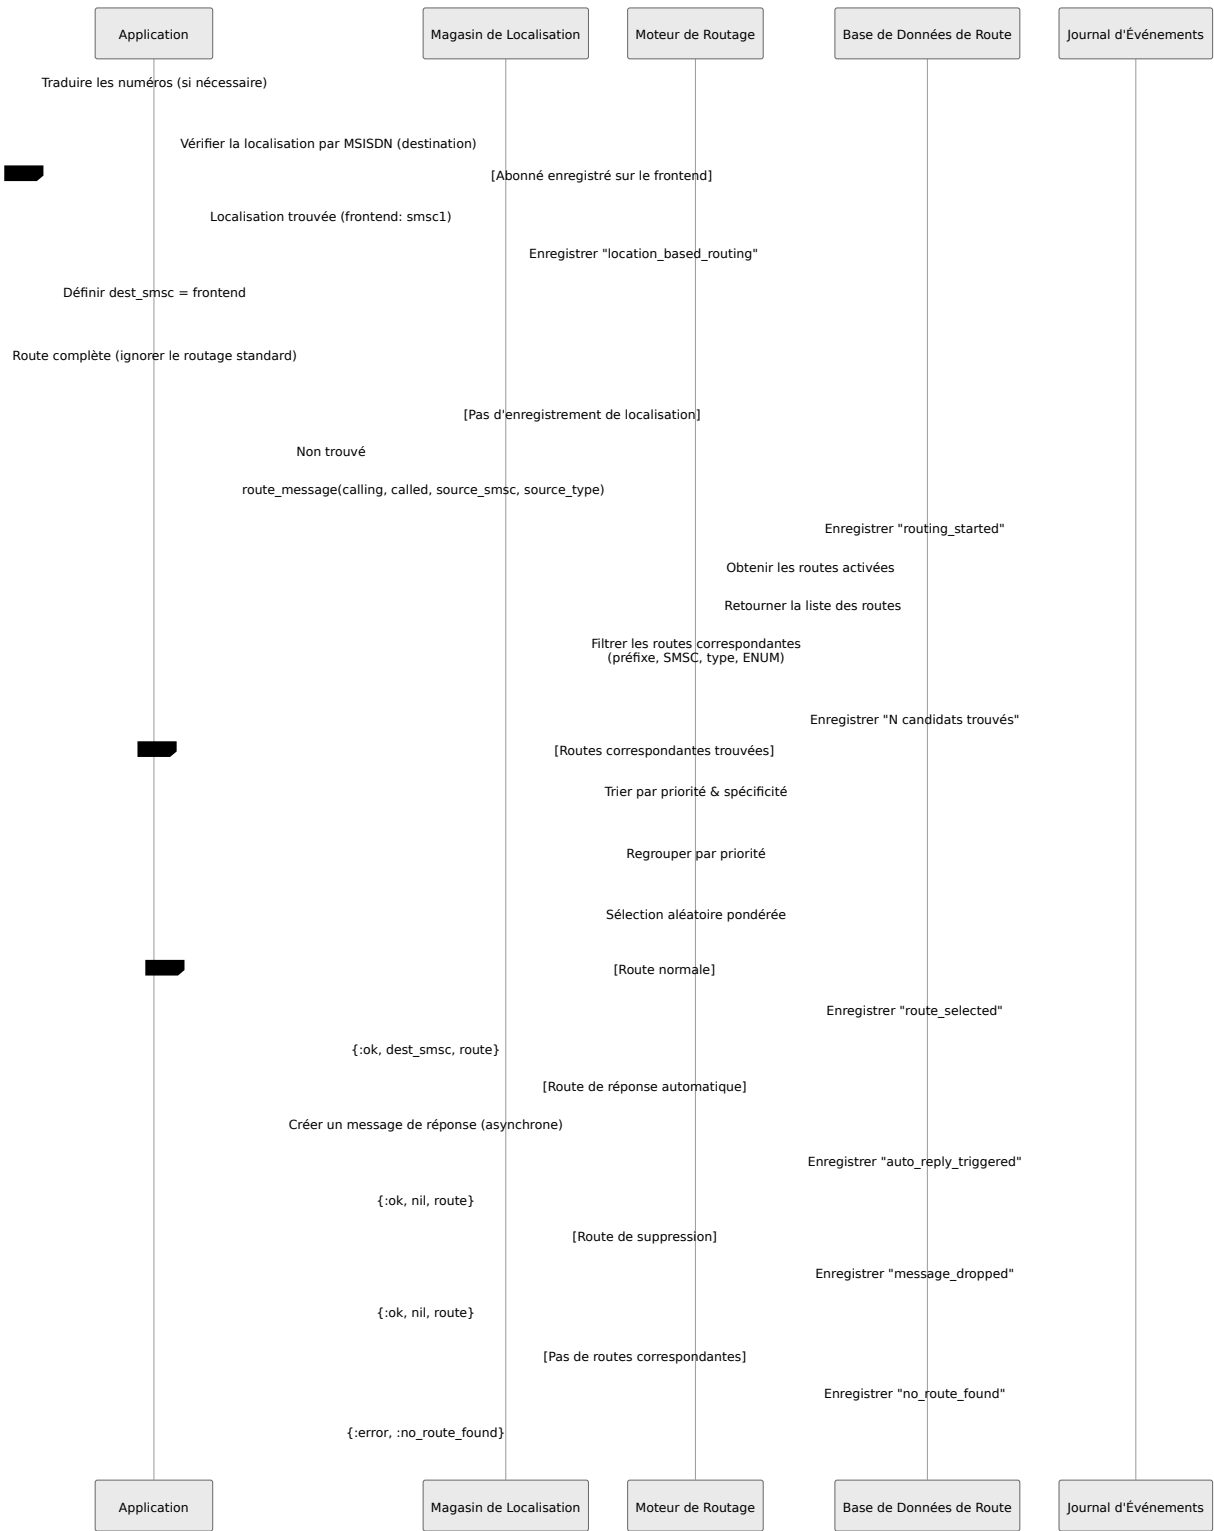 Application
Magasin de Localisation
Moteur de Routage
Base de Données de Route
Journal d'Événements
Traduire les numéros (si nécessaire)
Vérifier la localisation par MSISDN (destination)
[Abonné enregistré sur le frontend]
Localisation trouvée (frontend: smsc1)
Enregistrer "location_based_routing"
Définir dest_smsc = frontend
Route complète (ignorer le routage standard)
[Pas d'enregistrement de localisation]
Non trouvé
route_message(calling, called, source_smsc, source_type)
Enregistrer "routing_started"
Obtenir les routes activées
Retourner la liste des routes
Filtrer les routes correspondantes
(préfixe, SMSC, type, ENUM)
Enregistrer "N candidats trouvés"
[Routes correspondantes trouvées]
Trier par priorité & spécificité
Regrouper par priorité
Sélection aléatoire pondérée
[Route normale]
Enregistrer "route_selected"
{:ok, dest_smsc, route}
[Route de réponse automatique]
Créer un message de réponse (asynchrone)
Enregistrer "auto_reply_triggered"
{:ok, nil, route}
[Route de suppression]
Enregistrer "message_dropped"
{:ok, nil, route}
[Pas de routes correspondantes]
Enregistrer "no_route_found"
{:error, :no_route_found}
Application
Magasin de Localisation
Moteur de Routage
Base de Données de Route
Journal d'Événements